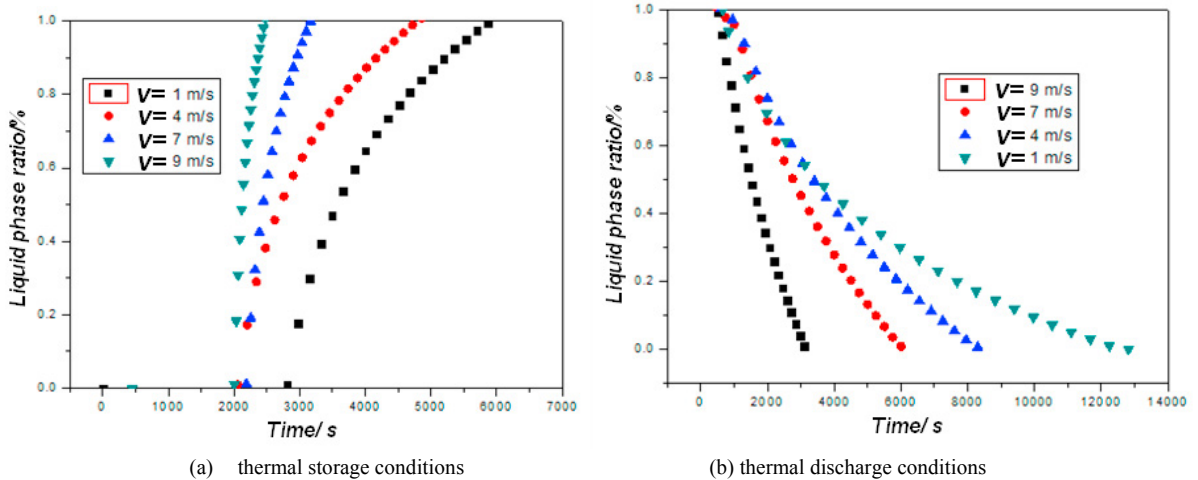 1.0
0.8
0.6
0.4
0.2
0.0
Liquid phase ratio/%
V= 1 m/s
V= 4 m/s
V= 7 m/s
V= 9 m/s
0 1000 2000 3000 4000 5000 6000 7000
Time/ s
(a) thermal storage conditions
1.0
0.8
0.6
0.4
0.2
0.0
Liquid phase ratio/%
V= 9 m/s
V= 7 m/s
V= 4 m/s
V= 1 m/s
0 2000 4000 6000 8000 10000 12000 14000
Time/ s
(b) thermal discharge conditions